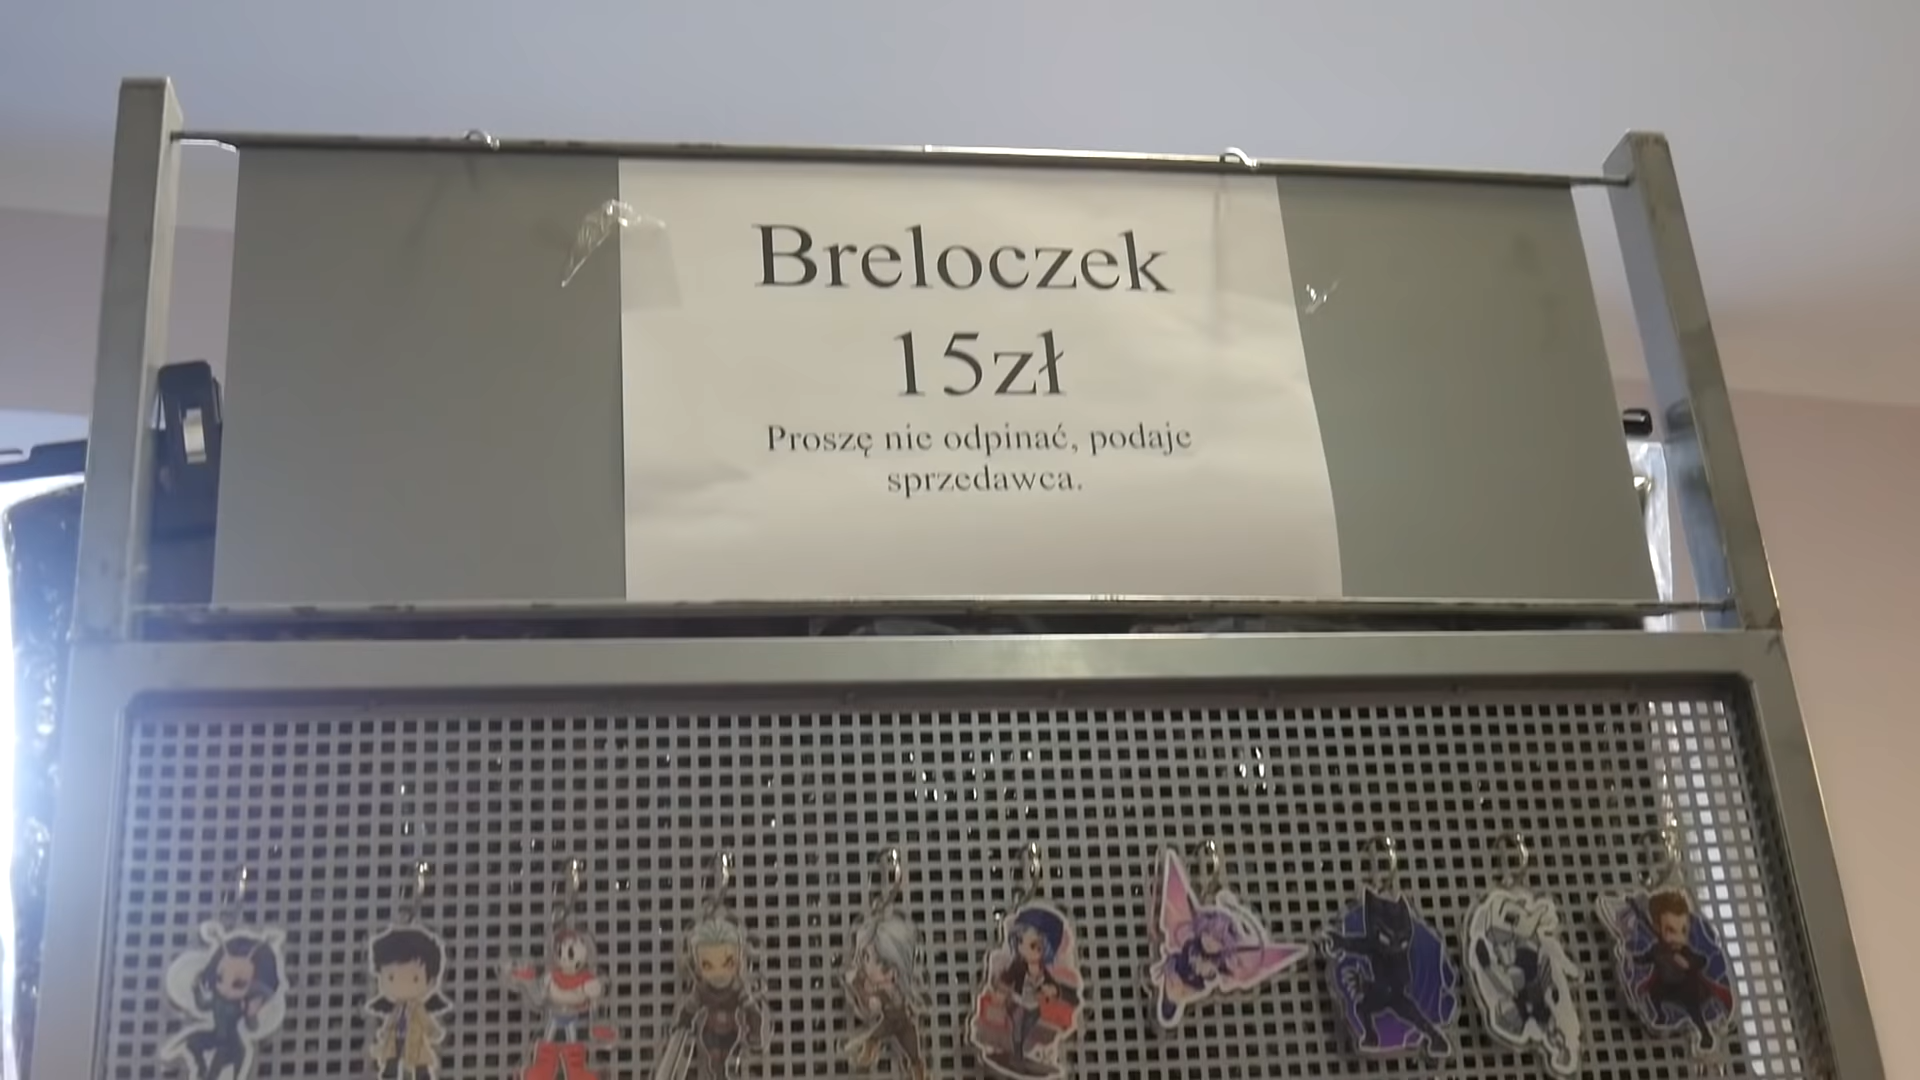 Breloczek
15zł
Proszę nie odpinać, podaje
sprzedawca.